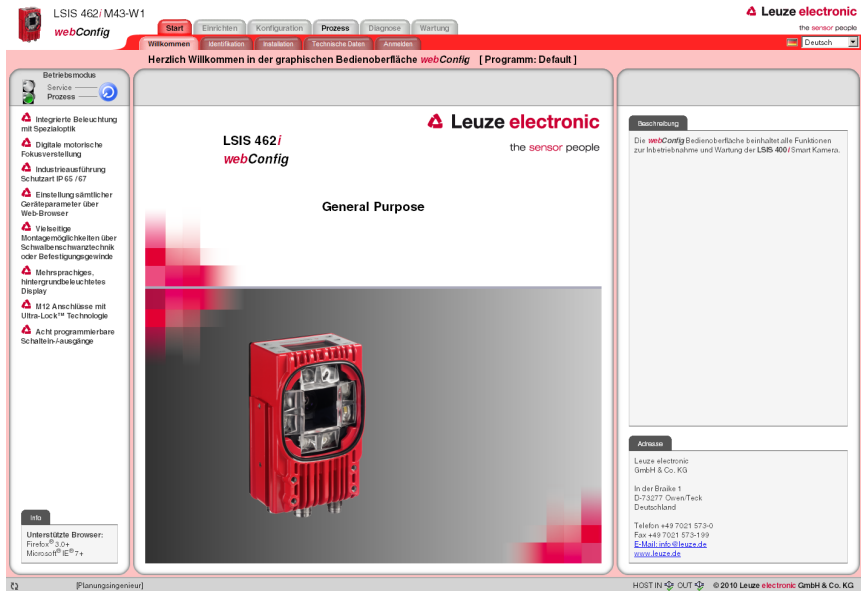 LSIS 462i M43-W1
webConfig
Start
Einrichten
Konfiguration
Prozess
Diagnose
Wartung
Leuze electronic
the sensor people
Willkommen
Identifikation
Installation
Technische Daten
Anmelden
Deutsch
Herzlich Willkommen in der graphischen Bedienoberfläche webConfig [ Programm: Default ]
Betriebsmodus
Service
Prozess
Integrierte Beleuchtung
mit Spezialoptik
Digitale motorische
Fokusverstellung
Industrieausführung
Schutzart IP 65 / 67
Einstellung sämtlicher
Geräteparameter über
Web-Browser
Vielseitige
Montagemöglichkeiten über
Schwalbenschwanztechnik
oder Befestigungsgewinde
Mehrsprachiges,
hintergrundbeleuchtetes
Display
M12 Anschlüsse mit
Ultra-Lock™ Technologie
Acht programmierbare
Schaltein-/-ausgänge
Info
Unterstützte Browser:
Firefox® 3.0+
Microsoft® IE® 7+
Leuze electronic
the sensor people
LSIS 462i
webConfig
General Purpose
Beschreibung
Die webConfig Bedienoberfläche beinhaltet alle Funktionen
zur Inbetriebnahme und Wartung der LSIS 400i Smart Kamera.
Adresse
Leuze electronic
GmbH & Co. KG
In der Braike 1
D-73277 Owen/Teck
Deutschland
Telefon +49 7021 573-0
Fax +49 7021 573-199
E-Mail: info@leuze.de
www.leuze.de
[Planungsingenieur]
HOST IN OUT © 2010 Leuze electronic GmbH & Co. KG